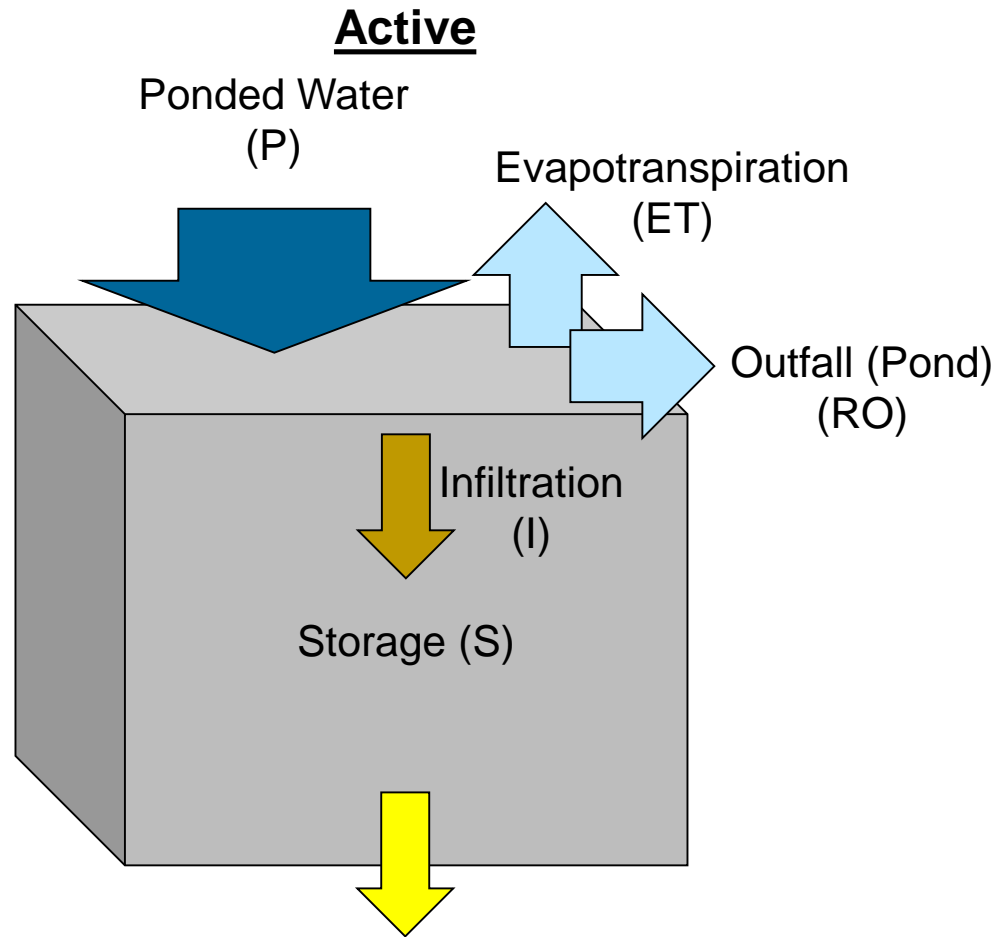 Active
Ponded Water
(P)
Evapotranspiration
(ET)
Outfall (Pond)
(RO)
Infiltration
(I)
Storage (S)